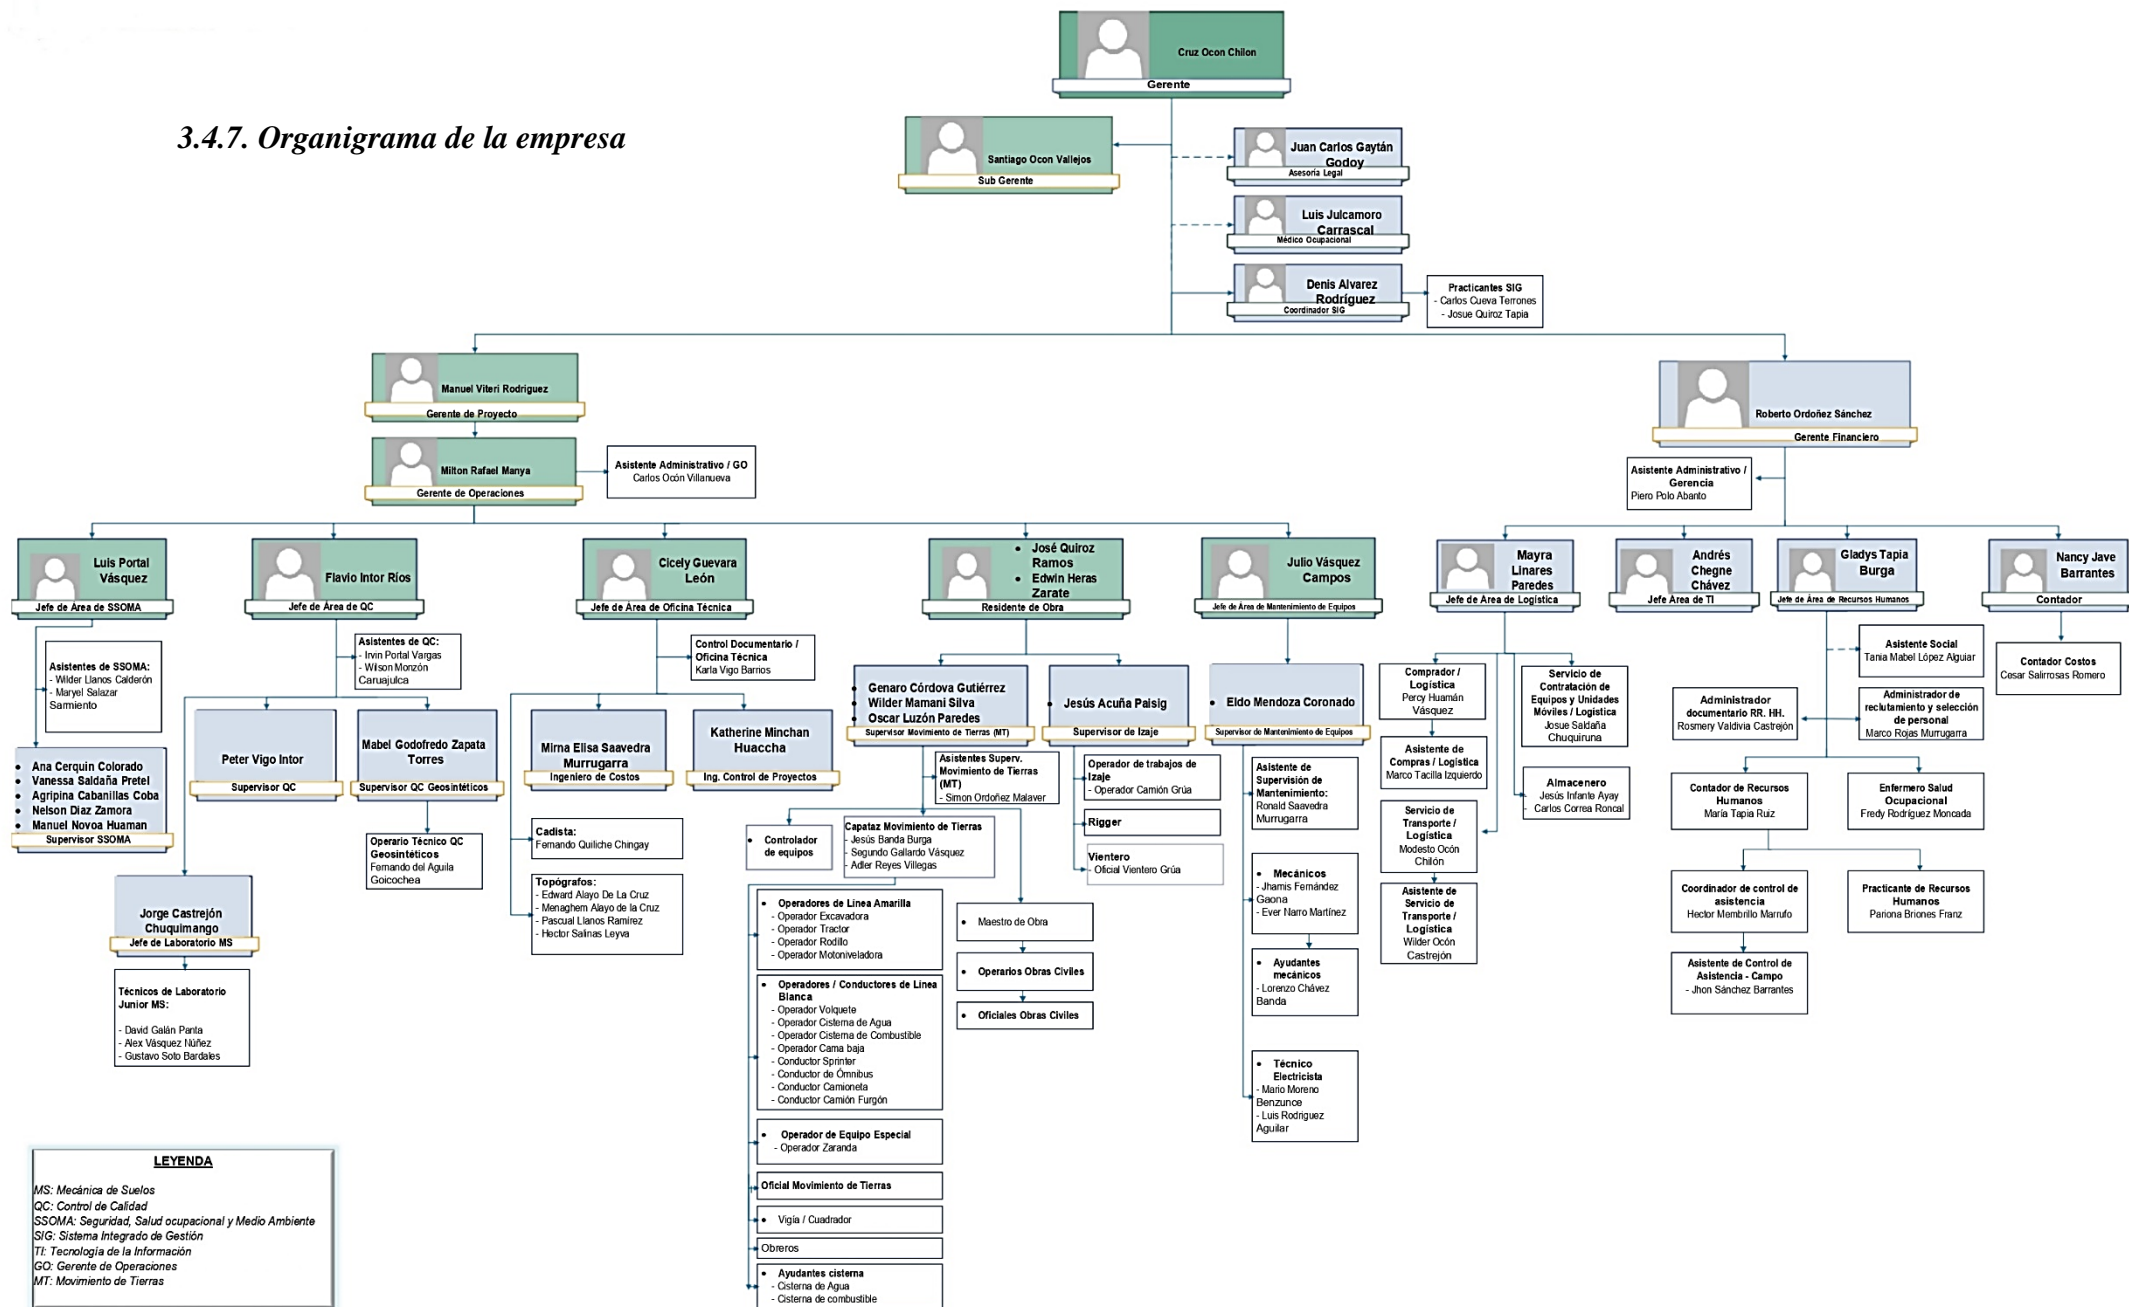 Cruz Ocon Chilon
Gerente
3.4.7. Organigrama de la empresa
Santiago Ocon Vallejos
Sub Gerente
Juan Carlos Gaytán
Godoy
Asesoría Legal
Luis Julcamoro
Carrascal
Médico Ocupacional
Denis Alvarez
Rodríguez
Coordinador SIG
Practicantes SIG
- Carlos Cueva Terrones
- Josue Quiroz Tapia
Manuel Viteri Rodriguez
Gerente de Proyecto
Milton Rafael Manya
Gerente de Operaciones
Asistente Administrativo / GO
Carlos Ocón Villanueva
Roberto Ordoñez Sánchez
Gerente Financiero
Asistente Administrativo /
Gerencia
Piero Polo Abanto
Luis Portal
Vásquez
Jefe de Área de SSOMA
Asistentes de SSOMA:
- Wilder Llanos Calderón
- Maryel Salazar
Sarmiento
• Ana Cerquin Colorado
• Vanessa Saldaña Pretel
• Agripina Cabanillas Coba
• Nelson Diaz Zamora
• Manuel Novoa Huaman
Supervisor SSOMA
Flavio Intor Ríos
Jefe de Área de QC
Asistentes de QC:
- Irvin Portal Vargas
- Wilson Monzón
Caruajulca
Peter Vigo Intor
Supervisor QC
Mabel Godofredo Zapata
Torres
Supervisor QC Geosintéticos
Operario Técnico QC
Geosintéticos
Fernando del Aguila
Goicochea
Jorge Castrejón
Chuquimango
Jefe de Laboratorio MS
Técnicos de Laboratorio
Junior MS:
- David Galán Panta
- Alex Vásquez Núñez
- Gustavo Soto Bardales
Cicely Guevara
León
Jefe de Área de Oficina Técnica
Control Documentario /
Oficina Técnica
Karla Vigo Barrios
Mirna Elisa Saavedra
Murrugarra
Ingeniero de Costos
Katherine Minchan
Huaccha
Ing. Control de Proyectos
Cadista:
Fernando Quiliche Chingay
Topógrafos:
- Edward Alayo De La Cruz
- Menaghem Alayo de la Cruz
- Pascual Llanos Ramírez
- Hector Salinas Leyva
• José Quiroz
Ramos
• Edwin Heras
Zarate
Residente de Obra
• Genaro Córdova Gutiérrez
• Wilder Mamani Silva
• Oscar Luzón Paredes
Supervisor Movimiento de Tierras (MT)
• Jesús Acuña Paisig
Supervisor de Izaje
Asistentes Superv.
Movimiento de Tierras
(MT)
- Simon Ordoñez Malaver
Operador de trabajos de
Izaje
- Operador Camión Grúa
Rigger
Vientero
- Oficial Vientero Grúa
• Controlador
de equipos
Capataz Movimiento de Tierras
- Jesús Banda Burga
- Segundo Gallardo Vásquez
- Adler Reyes Villegas
• Operadores de Línea Amarilla
- Operador Excavadora
- Operador Tractor
- Operador Rodillo
- Operador Motoniveladora
• Operadores / Conductores de Línea
Blanca
- Operador Volquete
- Operador Cisterna de Agua
- Operador Cisterna de Combustible
- Operador Cama baja
- Conductor Sprinter
- Conductor de Ómnibus
- Conductor Camioneta
- Conductor Camión Furgón
• Operador de Equipo Especial
- Operador Zaranda
Oficial Movimiento de Tierras
• Vigía / Cuadrador
Obreros
• Ayudantes cisterna
- Cisterna de Agua
- Cisterna de combustible
• Maestro de Obra
• Operarios Obras Civiles
• Oficiales Obras Civiles
Julio Vásquez
Campos
Jefe de Área de Mantenimiento de Equipos
• Eldo Mendoza Coronado
Supervisor de Mantenimiento de Equipos
Asistente de
Supervisión de
Mantenimiento:
Ronald Saavedra
Murrugarra
• Mecánicos
- Jhamis Fernández
Gaona
- Ever Narro Martínez
• Ayudantes
mecánicos
- Lorenzo Chávez
Banda
• Técnico
Electricista
- Mario Moreno
Benzunce
- Luis Rodriguez
Aguilar
Mayra
Linares
Paredes
Jefe de Área de Logística
Comprador /
Logística
Percy Huamán
Vásquez
Asistente de
Compras / Logística
Marco Tacilla Izquierdo
Servicio de
Transporte /
Logística
Modesto Ocón
Chilón
Asistente de
Servicio de
Transporte /
Logística
Wilder Ocón
Castrejón
Servicio de
Contratación de
Equipos y Unidades
Móviles / Logística
Josue Saldaña
Chuquiruna
Almacenero
Jesús Infante Ayay
- Carlos Correa Roncal
Andrés
Chegne
Chávez
Jefe Área de TI
Gladys Tapia
Burga
Jefe de Área de Recursos Humanos
Asistente Social
Tania Mabel López Alguiar
Administrador
documentario RR. HH.
Rosmery Valdivia Castrejón
Administrador de
reclutamiento y selección
de personal
Marco Rojas Murrugarra
Contador de Recursos
Humanos
María Tapia Ruiz
Enfermero Salud
Ocupacional
Fredy Rodríguez Moncada
Coordinador de control de
asistencia
Hector Membrillo Marrufo
Practicante de Recursos
Humanos
Pariona Briones Franz
Asistente de Control de
Asistencia - Campo
- Jhon Sánchez Barrantes
Nancy Jave
Barrantes
Contador
Contador Costos
Cesar Salirrosas Romero
LEYENDA
MS: Mecánica de Suelos
QC: Control de Calidad
SSOMA: Seguridad, Salud ocupacional y Medio Ambiente
SIG: Sistema Integrado de Gestión
TI: Tecnología de la Información
GO: Gerente de Operaciones
MT: Movimiento de Tierras